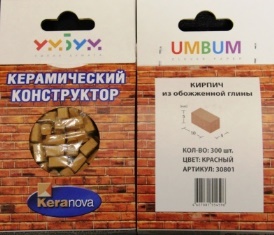 УМБУМ
КЕРАМИЧЕСКИЙ
КОНСТРУКТОР
Keranova
UMBUM
КИРПИЧ
из обожженной глины
КОЛ-ВО: 300 шт.
ЦВЕТ: КРАСНЫЙ
АРТИКУЛ: 30801